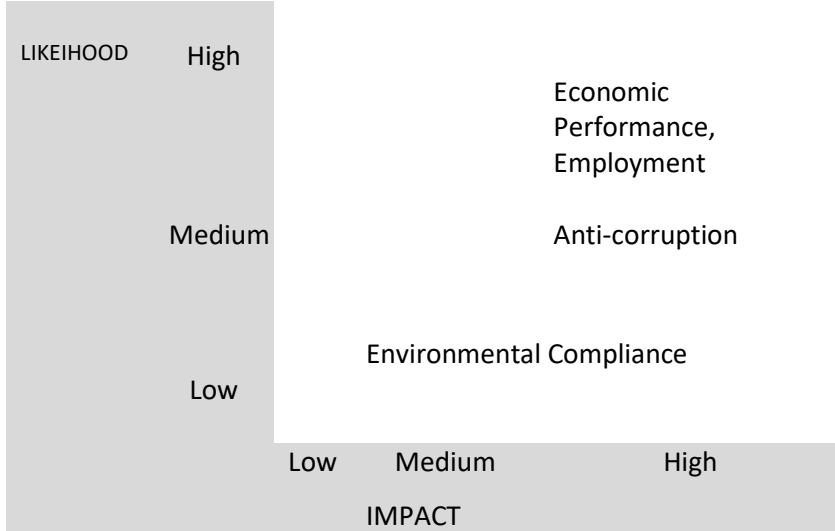 LIKEIHOOD
High
Economic
Performance,
Employment
Medium
Anti-corruption
Environmental Compliance
Low
Low
Medium
High
IMPACT